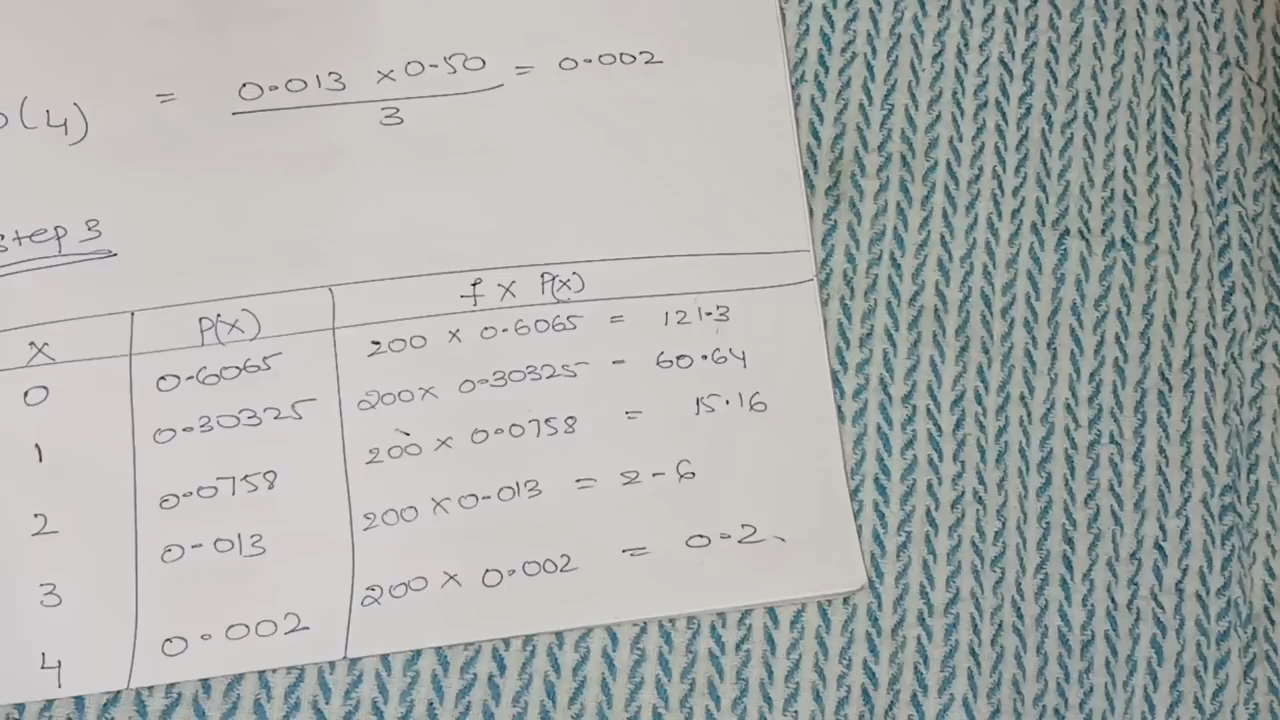 P(4) = 0.013 × 0.50 / 3 = 0.002
Step 3
X P(X) f × P(X)
0 0.6065 200 × 0.6065 = 121.3
1 0.30325 200 × 0.30325 = 60.64
2 0.0758 200 × 0.0758 = 15.16
3 0.013 200 × 0.013 = 2.6
4 0.002 200 × 0.002 = 0.2